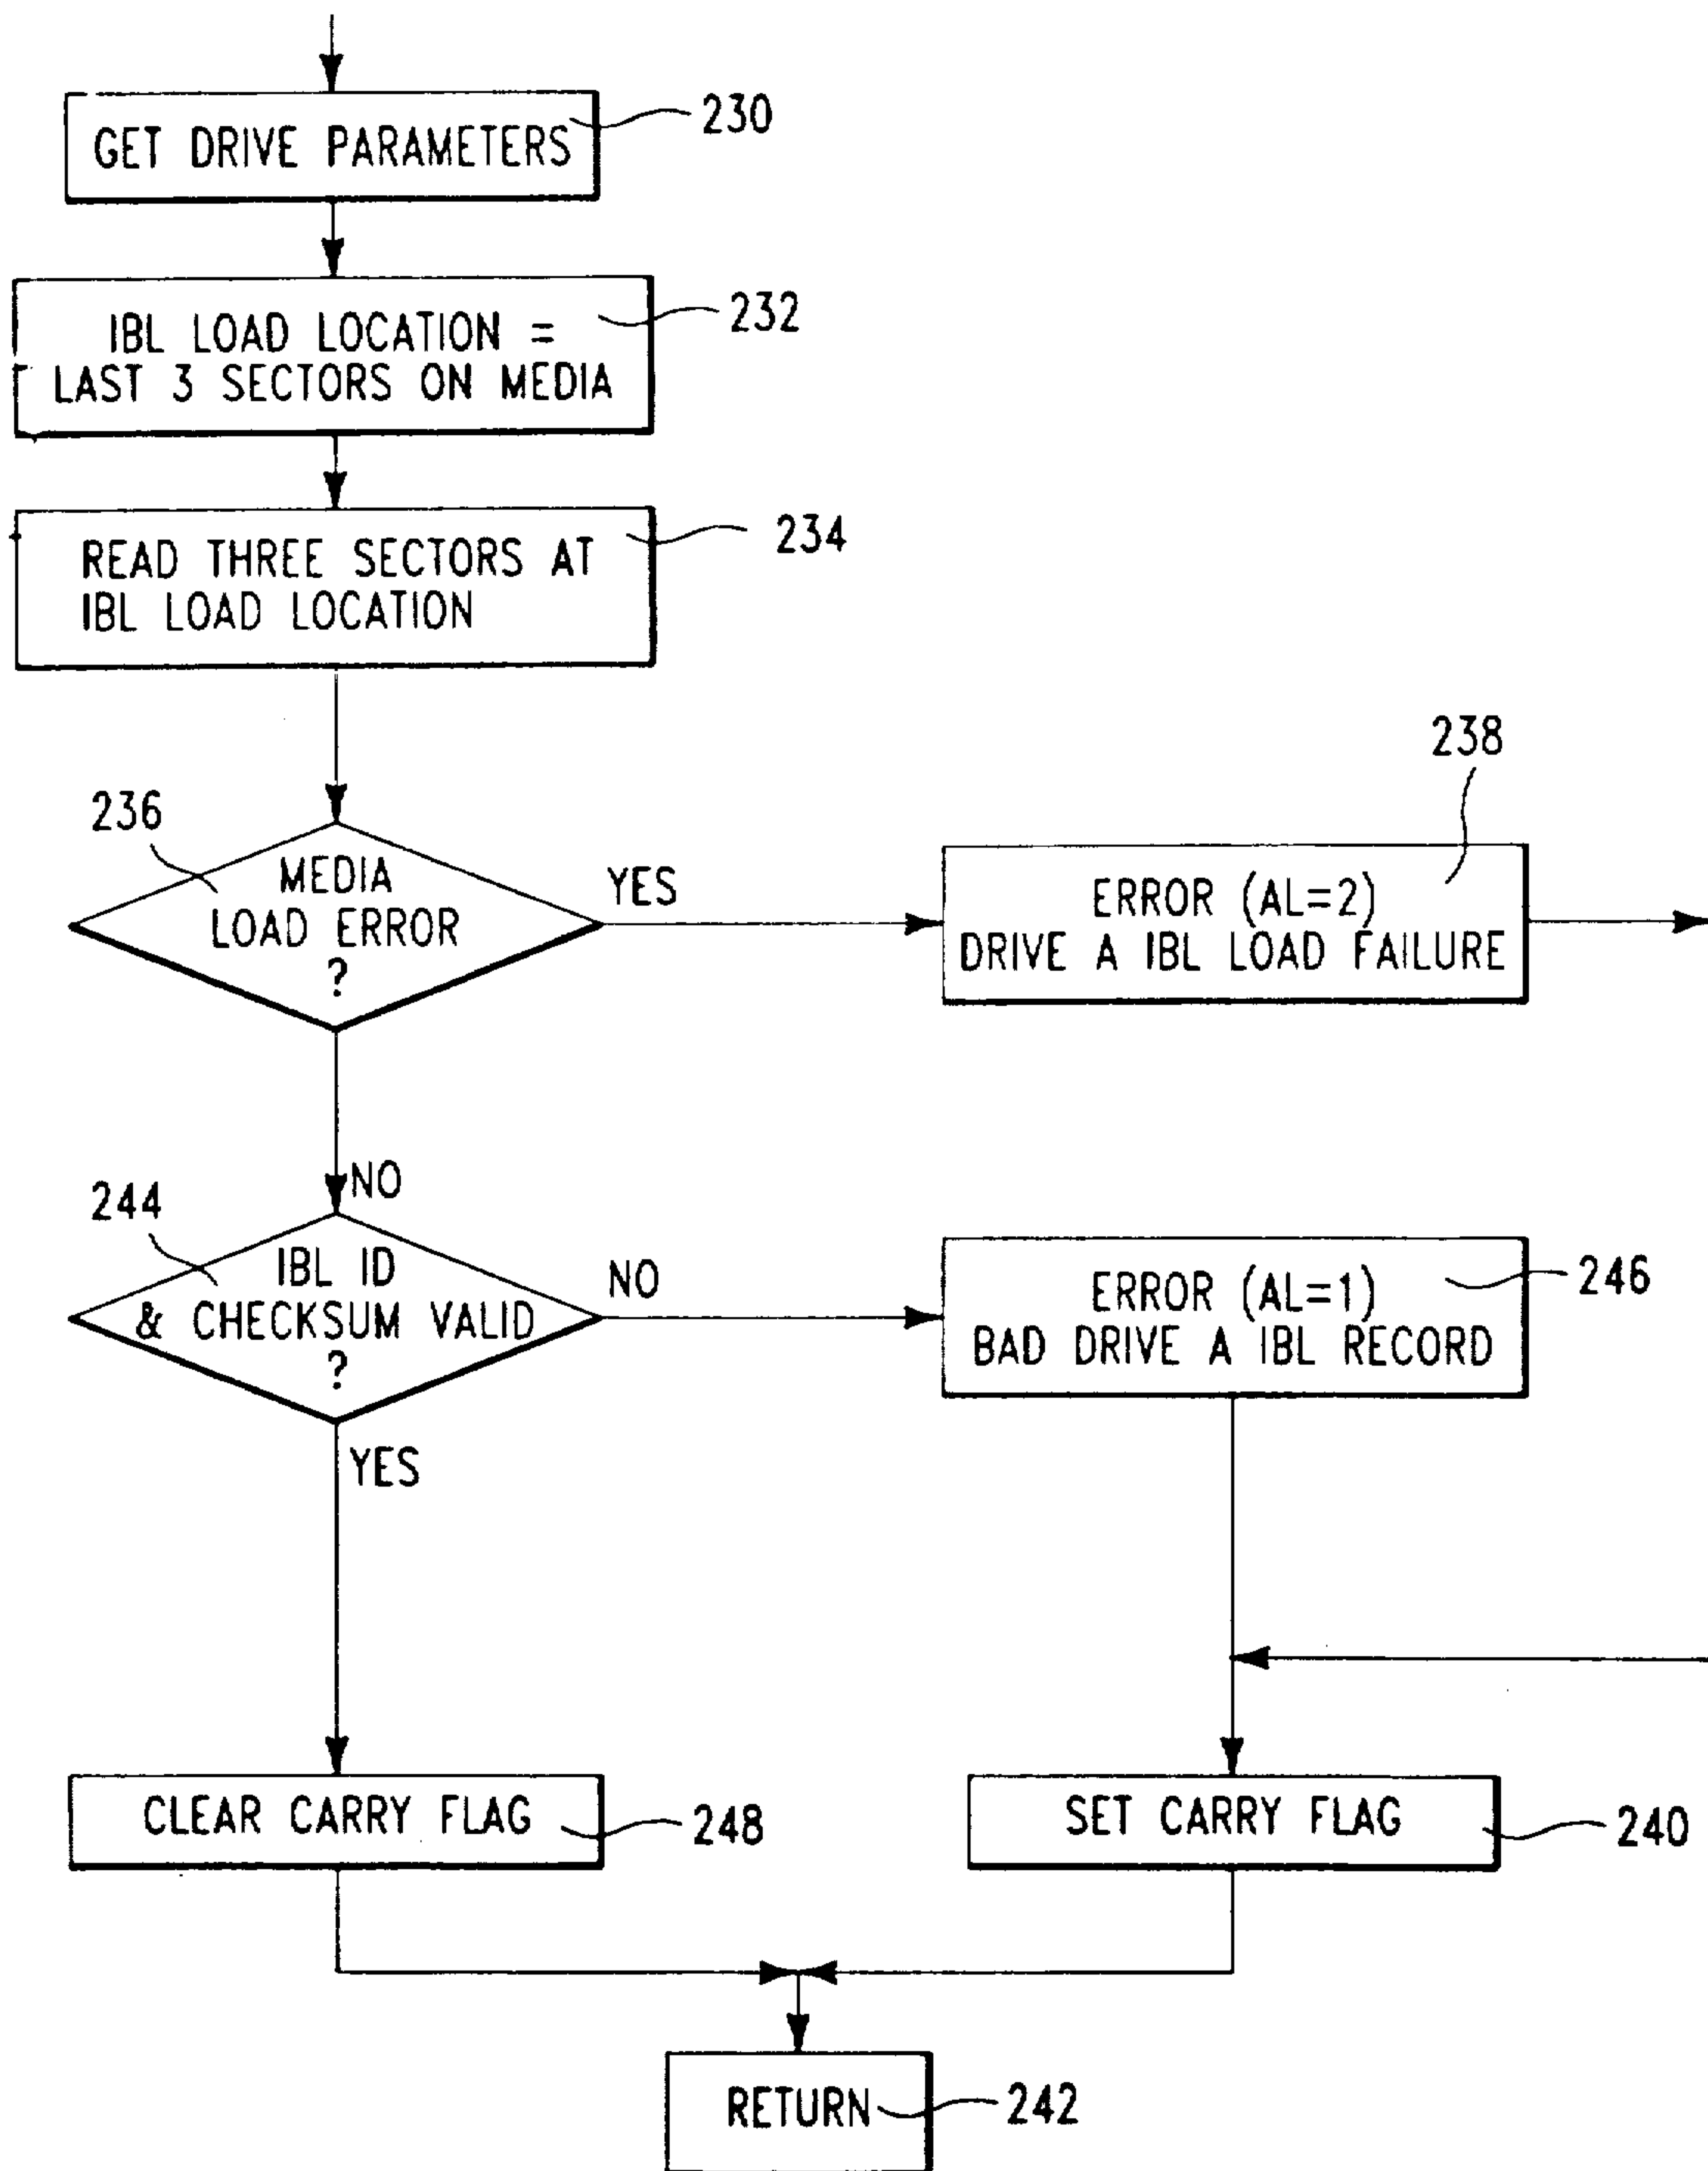 GET DRIVE PARAMETERS
230
IBL LOAD LOCATION =
LAST 3 SECTORS ON MEDIA
232
READ THREE SECTORS AT
IBL LOAD LOCATION
234
236
MEDIA
LOAD ERROR
?
YES
238
ERROR (AL=2)
DRIVE A IBL LOAD FAILURE
NO
244
IBL ID
& CHECKSUM VALID
?
NO
ERROR (AL=1)
BAD DRIVE A IBL RECORD
246
YES
CLEAR CARRY FLAG
248
SET CARRY FLAG
240
RETURN
242